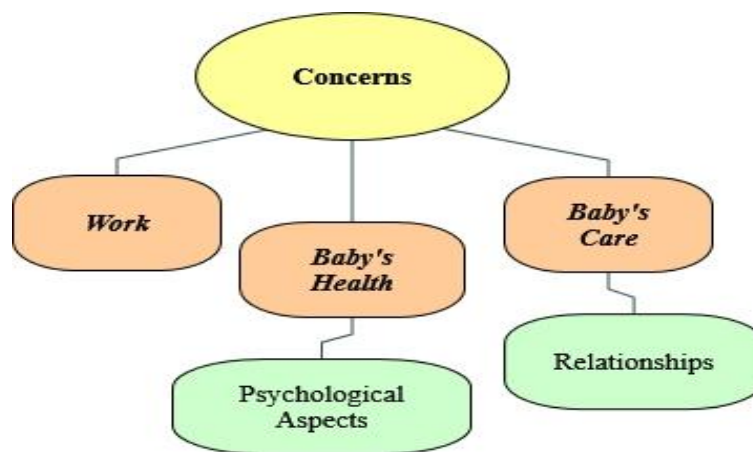 Concerns
Work
Baby's
Health
Baby's
Care
Psychological
Aspects
Relationships